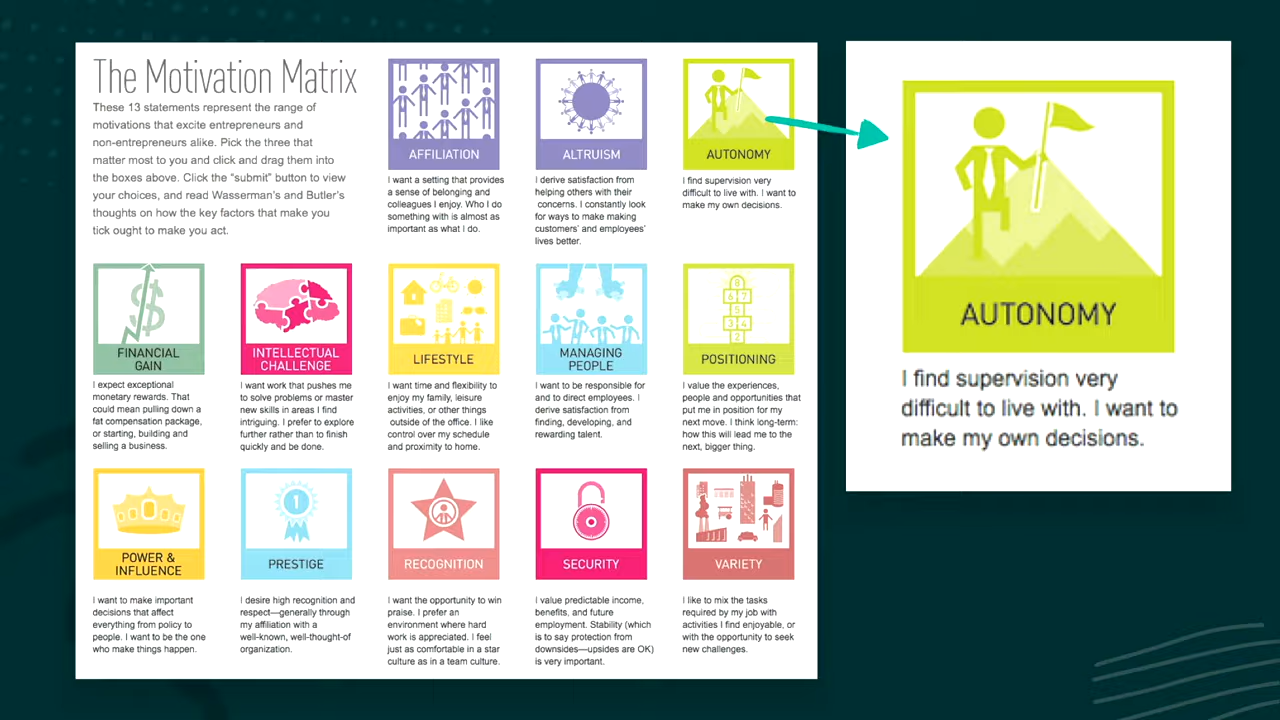 The Motivation Matrix
These 13 statements represent the range of
motivations that excite entrepreneurs and
non-entrepreneurs alike. Pick the three that
matter most to you and click and drag them into
the boxes above. Click the "submit" button to view
your choices, and read Wasserman's and Butler's
thoughts on how the key factors that make you
tick ought to make you act.
AFFILIATION
I want a setting that provides
a sense of belonging and
colleagues I enjoy. Who I do
something with is almost as
important as what I do.
ALTRUISM
I derive satisfaction from
helping others with their
concerns. I constantly look
for ways to make making
customers' and employees'
lives better.
AUTONOMY
I find supervision very
difficult to live with. I want to
make my own decisions.
FINANCIAL
GAIN
I expect exceptional
monetary rewards. That
could mean pulling down a
fat compensation package,
or starting, building and
selling a business.
INTELLECTUAL
CHALLENGE
I want work that pushes me
to solve problems or master
new skills in areas I find
intriguing. I prefer to explore
further rather than to finish
quickly and be done.
LIFESTYLE
I want time and flexibility to
enjoy my family, leisure
activities, or other things
outside of the office. I like
control over my schedule
and proximity to home.
MANAGING
PEOPLE
I want to be responsible for
and to direct employees. I
derive satisfaction from
finding, developing, and
rewarding talent.
8
6 7
5
3 4
2
POSITIONING
I value the experiences,
people and opportunities that
put me in position for my
next move. I think long-term:
how this will lead me to the
next, bigger thing.
POWER &
INFLUENCE
I want to make important
decisions that affect
everything from policy to
people. I want to be the one
who make things happen.
1
PRESTIGE
I desire high recognition and
respect—generally through
my affiliation with a
well-known, well-thought-of
organization.
RECOGNITION
I want the opportunity to win
praise. I prefer an
environment where hard
work is appreciated. I feel
just as comfortable in a star
culture as in a team culture.
SECURITY
I value predictable income,
benefits, and future
employment. Stability (which
is to say protection from
downsides—upsides are OK)
is very important.
VARIETY
I like to mix the tasks
required by my job with
activities I find enjoyable, or
with the opportunity to seek
new challenges.
AUTONOMY
I find supervision very
difficult to live with. I want to
make my own decisions.